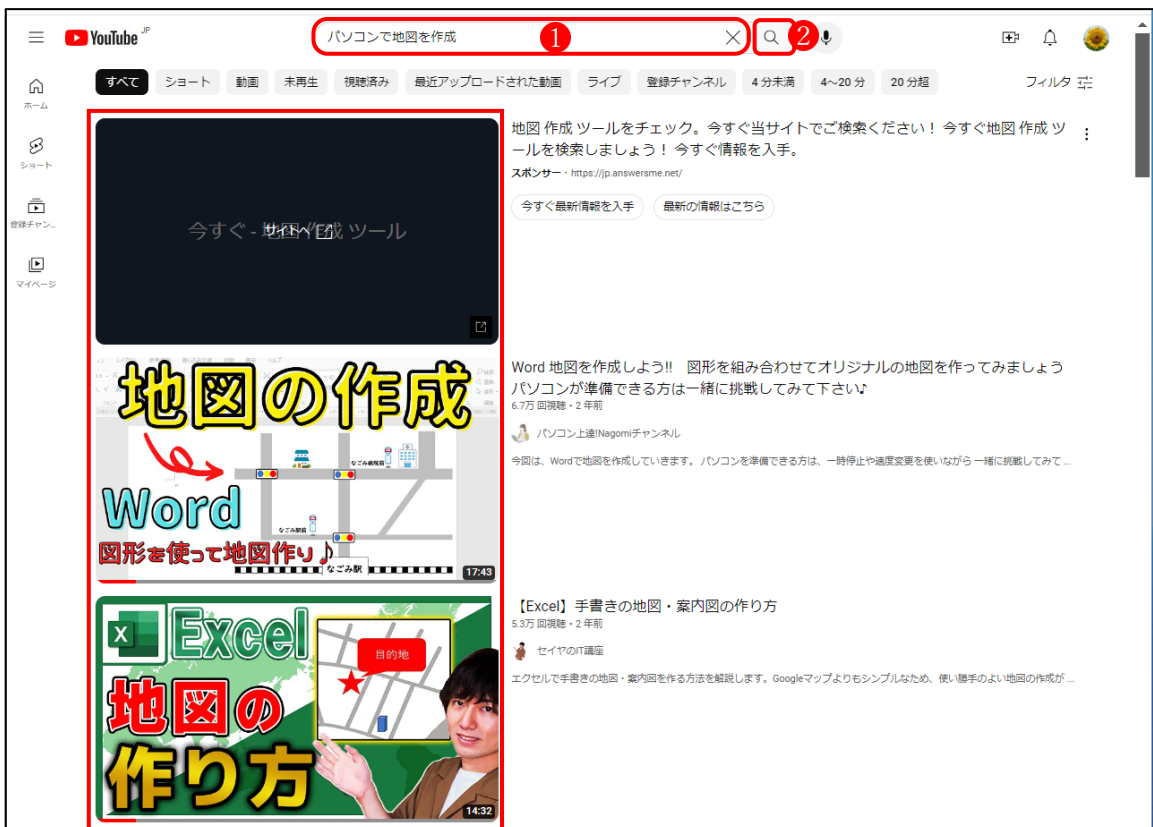 YouTube JP
パソコンで地図を作成
1
2
すべて
ショート
動画
未再生
視聴済み
最近アップロードされた動画
ライブ
登録チャンネル
4 分未満
4～20 分
20 分超
フィルタ
ホーム
ショート
登録チャン...
マイページ
今すぐ - 地図 作成 ツール
サイトへ
地図 作成 ツールをチェック。今すぐ当サイトでご検索ください！ 今すぐ地図 作成 ツ
ールを検索しましょう！ 今すぐ情報を入手。
スポンサー・https://jp.answersme.net/
今すぐ最新情報を入手
最新の情報はこちら
地図の作成
なごみ病院前
Word
なごみ駅前
図形を使って地図作り♪
なごみ駅
17:43
Word 地図を作成しよう!!　図形を組み合わせてオリジナルの地図を作ってみましょう
パソコンが準備できる方は一緒に挑戦してみて下さい♪
6.7万 回視聴・2 年前
パソコン上達!Nagomiチャンネル
今回は、Wordで地図を作成していきます。 パソコンを準備できる方は、一時停止や速度変更を使いながら 一緒に挑戦してみて ...
X
Excel
目的地
地図の
作り方
14:32
【Excel】手書きの地図・案内図の作り方
5.3万 回視聴・2 年前
セイヤのIT講座
エクセルで手書きの地図・案内図を作る方法を解説します。Googleマップよりもシンプルなため、使い勝手のよい地図の作成が ...